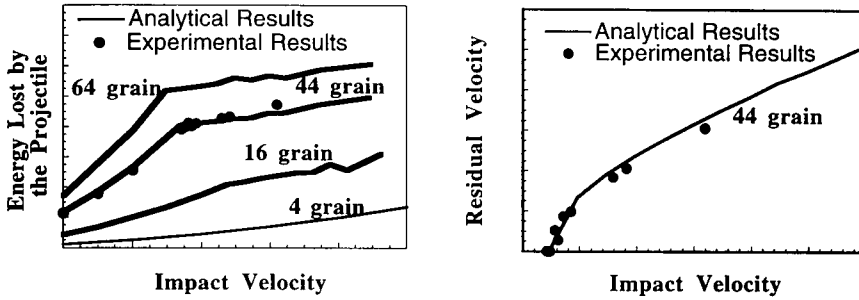 Analytical Results
Experimental Results
64 grain
44 grain
16 grain
4 grain
Energy Lost by
the Projectile
Impact Velocity
Analytical Results
Experimental Results
44 grain
Residual Velocity
Impact Velocity